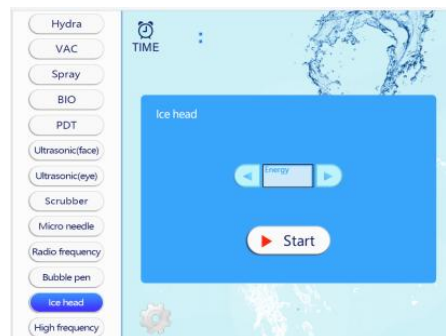 Hydra
VAC
Spray
BIO
PDT
Ultrasonic(face)
Ultrasonic(eye)
Scrubber
Micro needle
Radio frequency
Bubble pen
Ice head
High frequency
TIME :
Ice head
Energy
Start